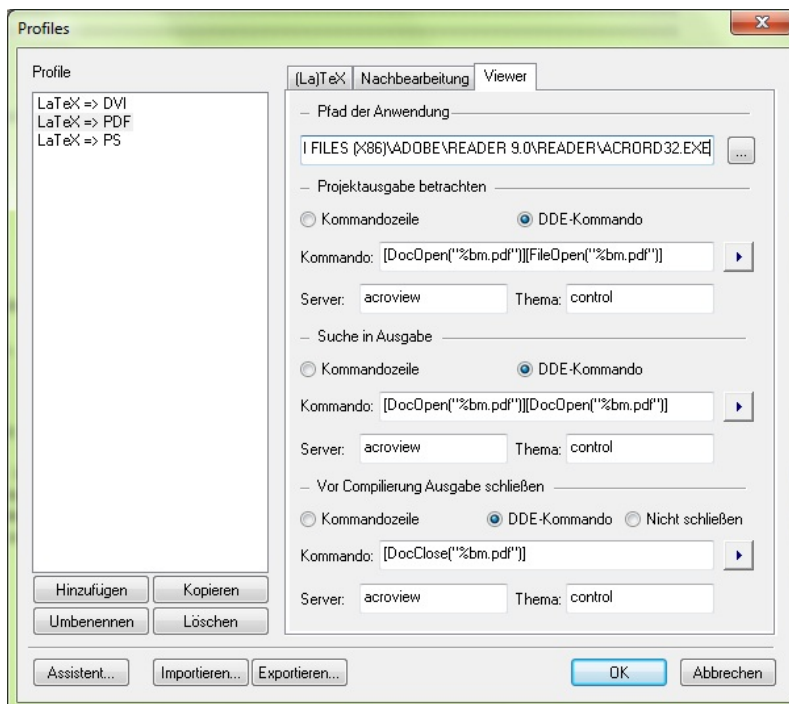 Profiles
Profile
LaTeX => DVI
LaTeX => PDF
LaTeX => PS
Hinzufügen
Kopieren
Umbenennen
Löschen
(La)TeX
Nachbearbeitung
Viewer
Pfad der Anwendung
FILES (X86)\ADOBE\READER 9.0\READER\ACRORD32.EXE
...
Projektausgabe betrachten
Kommandozeile
DDE-Kommando
Kommando: [DocOpen("%bm.pdf")][FileOpen("%bm.pdf")]
Server: acroview Thema: control
Suche in Ausgabe
Kommandozeile
DDE-Kommando
Kommando: [DocOpen("%bm.pdf")][DocOpen("%bm.pdf")]
Server: acroview Thema: control
Vor Compilierung Ausgabe schließen
Kommandozeile
DDE-Kommando
Nicht schließen
Kommando: [DocClose("%bm.pdf")]
Server: acroview Thema: control
Assistent...
Importieren...
Exportieren...
OK
Abbrechen